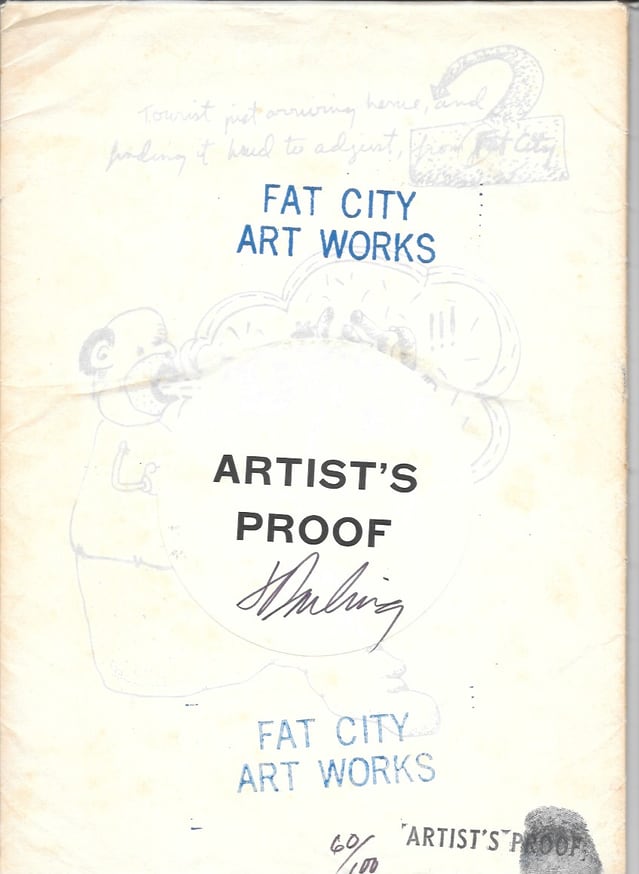 Tourist just arriving home, and
finding it hard to adjust, from Fat City
FAT CITY
ART WORKS
!!!
ARTIST'S
PROOF
FAT CITY
ART WORKS
60/100
"ARTIST'S" PROOF